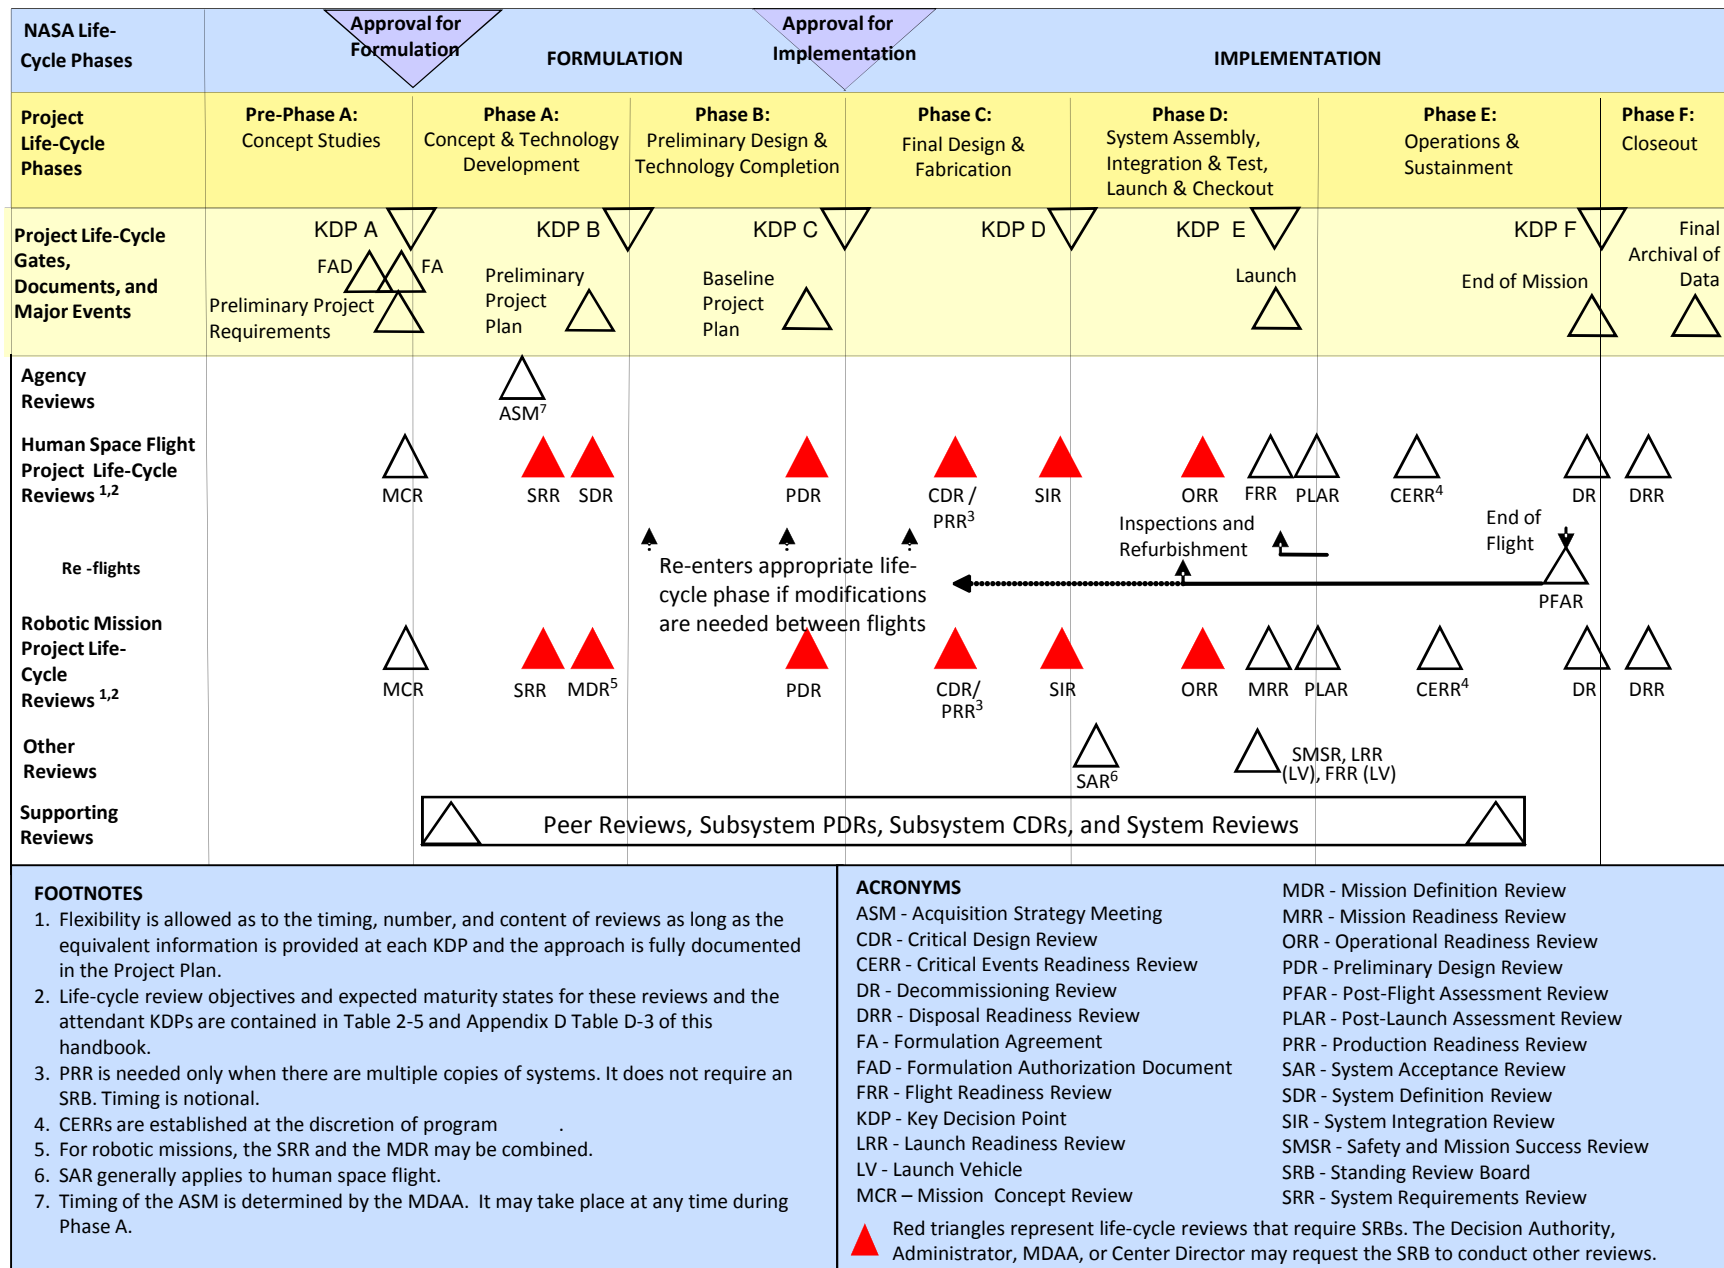 NASA Life-
Cycle Phases
Approval for
Formulation
FORMULATION
Approval for
Implementation
IMPLEMENTATION
Project
Life-Cycle
Phases
Pre-Phase A:
Concept Studies
Phase A:
Concept & Technology
Development
Phase B:
Preliminary Design &
Technology Completion
Phase C:
Final Design &
Fabrication
Phase D:
System Assembly,
Integration & Test,
Launch & Checkout
Phase E:
Operations &
Sustainment
Phase F:
Closeout
Project Life-Cycle
Gates,
Documents, and
Major Events
KDP A
FAD
FA
Preliminary Project
Requirements
KDP B
Preliminary
Project
Plan
KDP C
Baseline
Project
Plan
KDP D
KDP E
Launch
KDP F
End of Mission
Final
Archival of
Data
Agency
Reviews
ASM7
Human Space Flight
Project Life-Cycle
Reviews 1,2
MCR
SRR
SDR
PDR
CDR /
PRR3
SIR
ORR
FRR
PLAR
CERR4
DR
DRR
Re -flights
Re-enters appropriate life-
cycle phase if modifications
are needed between flights
Inspections and
Refurbishment
End of
Flight
PFAR
Robotic Mission
Project Life-
Cycle
Reviews 1,2
MCR
SRR
MDR5
PDR
CDR/
PRR3
SIR
ORR
MRR
PLAR
CERR4
DR
DRR
Other
Reviews
SAR6
SMSR, LRR
(LV), FRR (LV)
Supporting
Reviews
Peer Reviews, Subsystem PDRs, Subsystem CDRs, and System Reviews
FOOTNOTES
1. Flexibility is allowed as to the timing, number, and content of reviews as long as the
equivalent information is provided at each KDP and the approach is fully documented
in the Project Plan.
2. Life-cycle review objectives and expected maturity states for these reviews and the
attendant KDPs are contained in Table 2-5 and Appendix D Table D-3 of this
handbook.
3. PRR is needed only when there are multiple copies of systems. It does not require an
SRB. Timing is notional.
4. CERRs are established at the discretion of program .
5. For robotic missions, the SRR and the MDR may be combined.
6. SAR generally applies to human space flight.
7. Timing of the ASM is determined by the MDAA. It may take place at any time during
Phase A.
ACRONYMS
ASM - Acquisition Strategy Meeting
CDR - Critical Design Review
CERR - Critical Events Readiness Review
DR - Decommissioning Review
DRR - Disposal Readiness Review
FA - Formulation Agreement
FAD - Formulation Authorization Document
FRR - Flight Readiness Review
KDP - Key Decision Point
LRR - Launch Readiness Review
LV - Launch Vehicle
MCR – Mission Concept Review
MDR - Mission Definition Review
MRR - Mission Readiness Review
ORR - Operational Readiness Review
PDR - Preliminary Design Review
PFAR - Post-Flight Assessment Review
PLAR - Post-Launch Assessment Review
PRR - Production Readiness Review
SAR - System Acceptance Review
SDR - System Definition Review
SIR - System Integration Review
SMSR - Safety and Mission Success Review
SRB - Standing Review Board
SRR - System Requirements Review
Red triangles represent life-cycle reviews that require SRBs. The Decision Authority,
Administrator, MDAA, or Center Director may request the SRB to conduct other reviews.